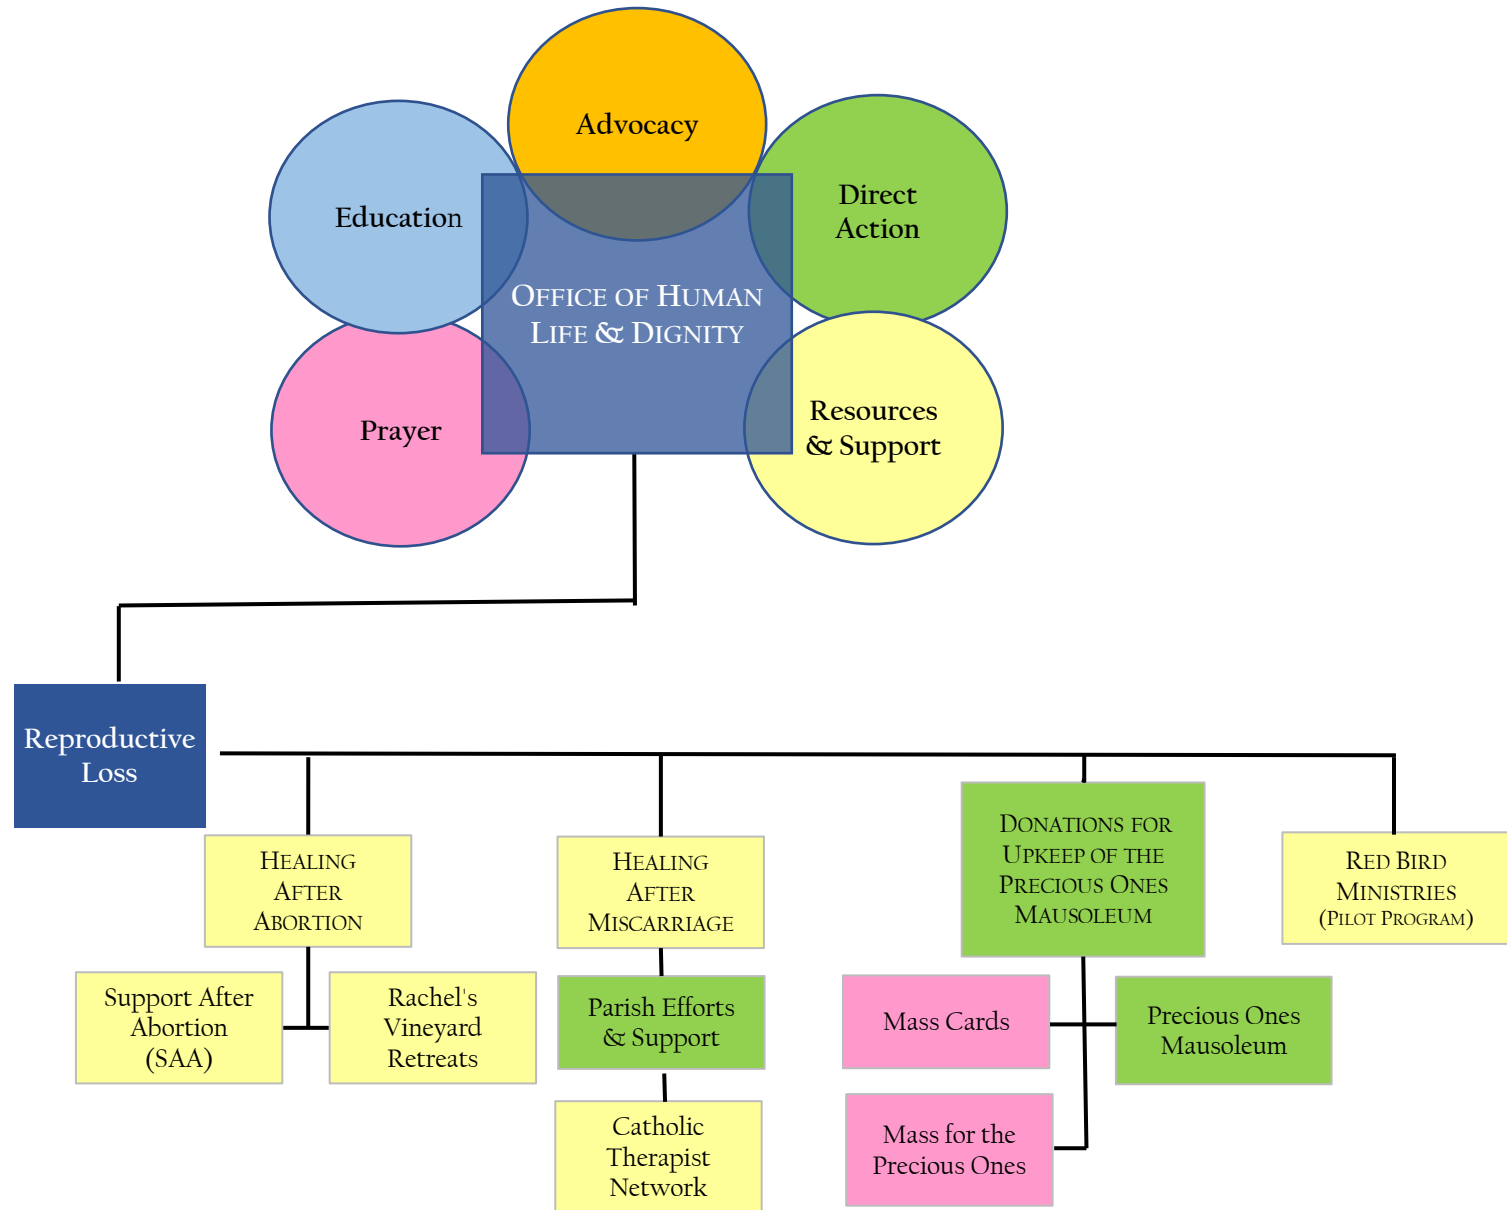 Advocacy
Education
Direct
Action
OFFICE OF HUMAN
LIFE & DIGNITY
Prayer
Resources
& Support
Reproductive
Loss
HEALING
AFTER
ABORTION
HEALING
AFTER
MISCARRIAGE
DONATIONS FOR
UPKEEP OF THE
PRECIOUS ONES
MAUSOLEUM
RED BIRD
MINISTRIES
(PILOT PROGRAM)
Support After
Abortion
(SAA)
Rachel's
Vineyard
Retreats
Parish Efforts
& Support
Mass Cards
Precious Ones
Mausoleum
Catholic
Therapist
Network
Mass for the
Precious Ones